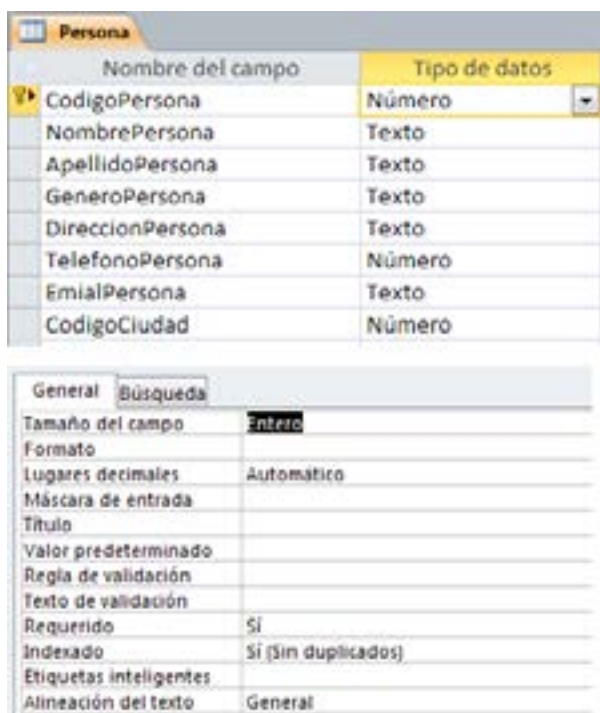 Persona
Nombre del campo Tipo de datos
CodigoPersona Número
NombrePersona Texto
ApellidoPersona Texto
GeneroPersona Texto
DireccionPersona Texto
TelefonoPersona Número
EmialPersona Texto
CodigoCiudad Número
General Búsqueda
Tamaño del campo Entero
Formato
Lugares decimales Automático
Máscara de entrada
Título
Valor predeterminado
Regla de validación
Texto de validación
Requerido Sí
Indexado Sí (Sin duplicados)
Etiquetas inteligentes
Alineación del texto General